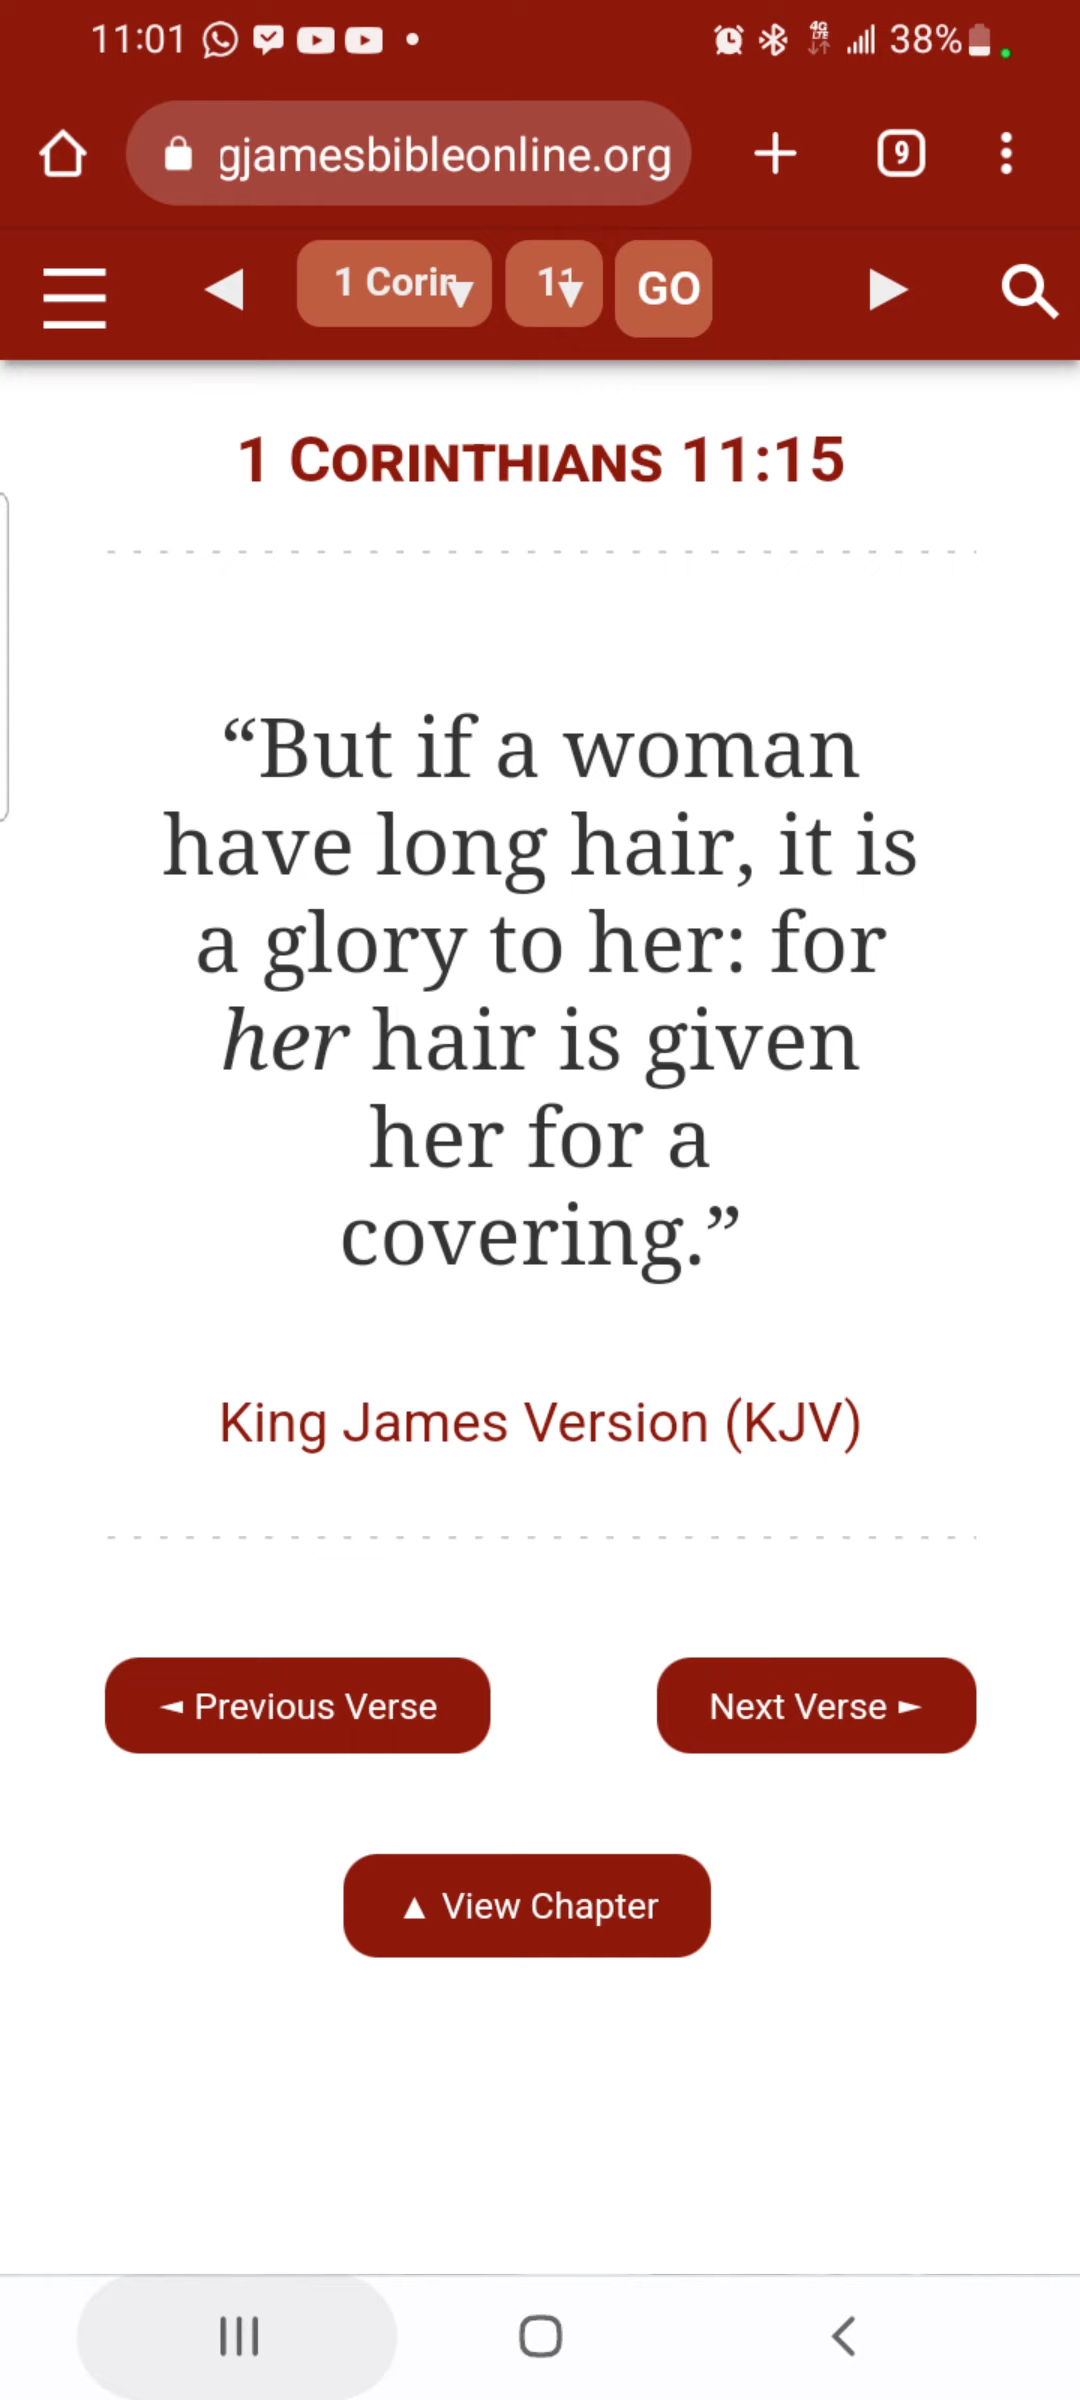 11:01 38%
gjamesbibleonline.org 9
1 Corin 11 GO
1 CORINTHIANS 11:15
“But if a woman
have long hair, it is
a glory to her: for
her hair is given
her for a
covering.”
King James Version (KJV)
◄ Previous Verse Next Verse ►
▲ View Chapter